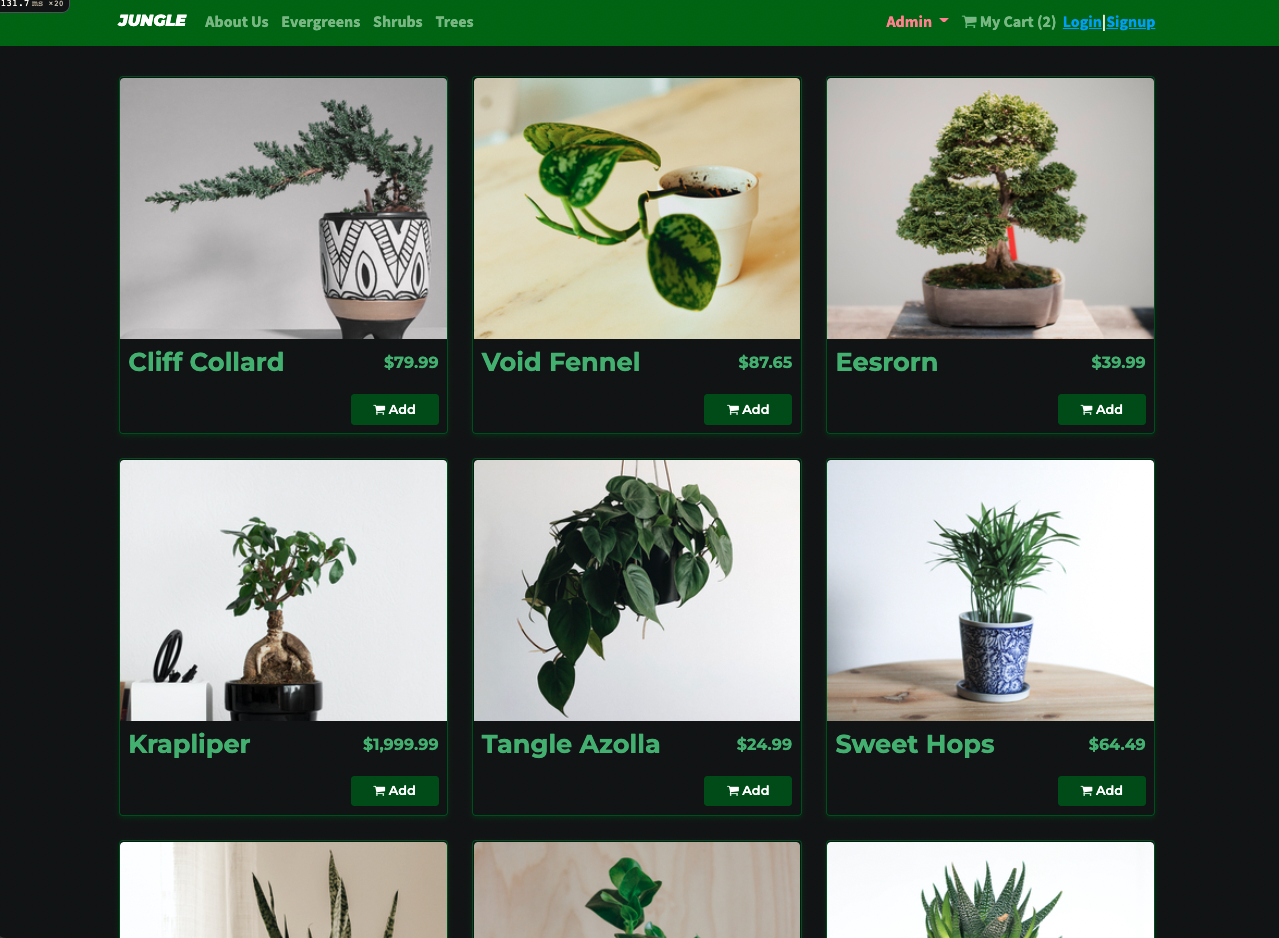 131.7 ms ×20
JUNGLE About Us Evergreens Shrubs Trees Admin My Cart (2) Login|Signup
Cliff Collard $79.99
Add
Void Fennel $87.65
Add
Eesrorn $39.99
Add
Krapliper $1,999.99
Add
Tangle Azolla $24.99
Add
Sweet Hops $64.49
Add